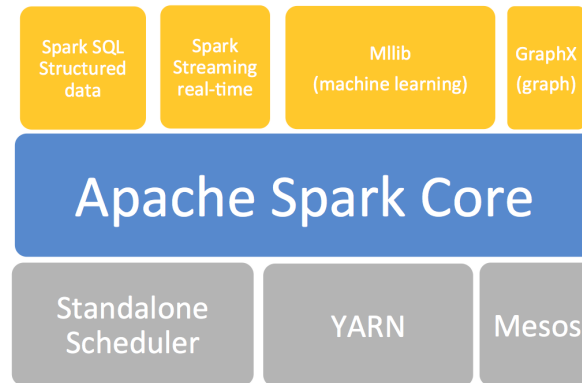 Spark SQL
Structured
data
Spark
Streaming
real-time
Mllib
(machine learning)
GraphX
(graph)
Apache Spark Core
Standalone
Scheduler
YARN
Mesos